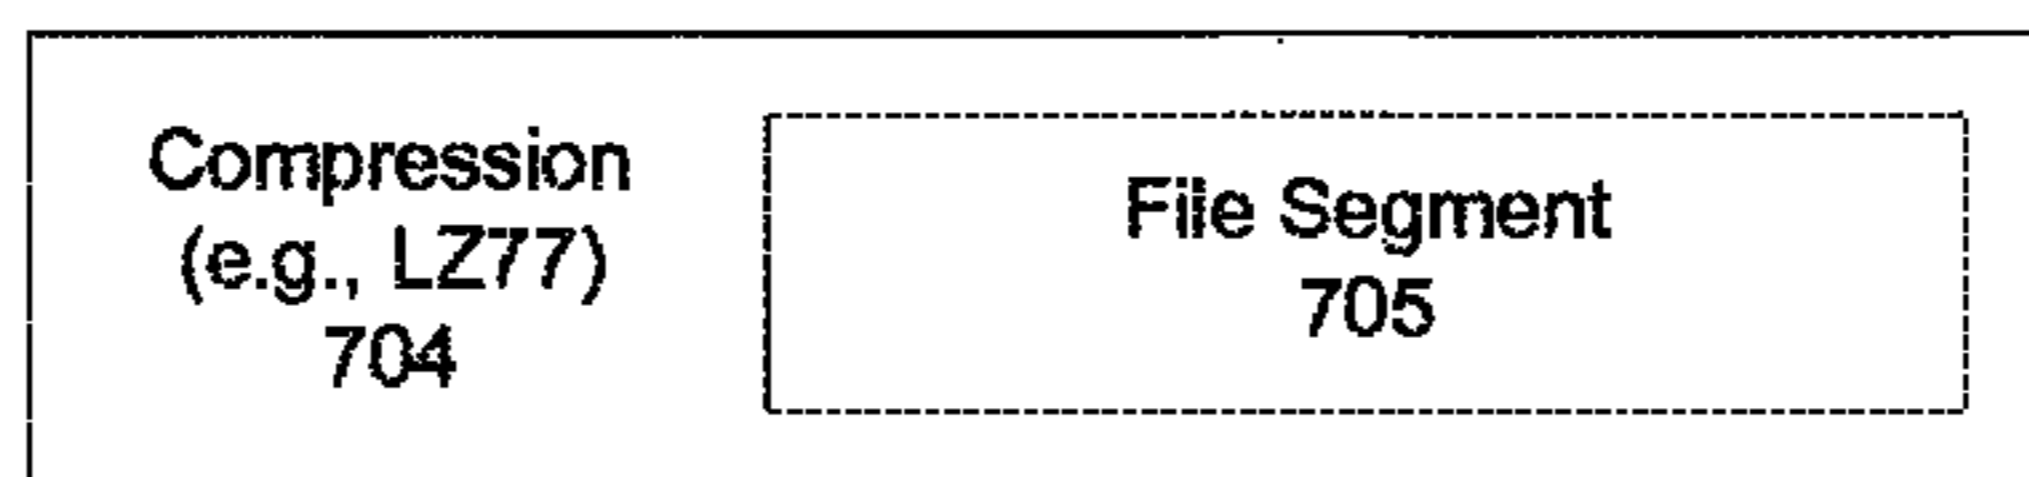 Compression
(e.g., LZ77)
704
File Segment
705